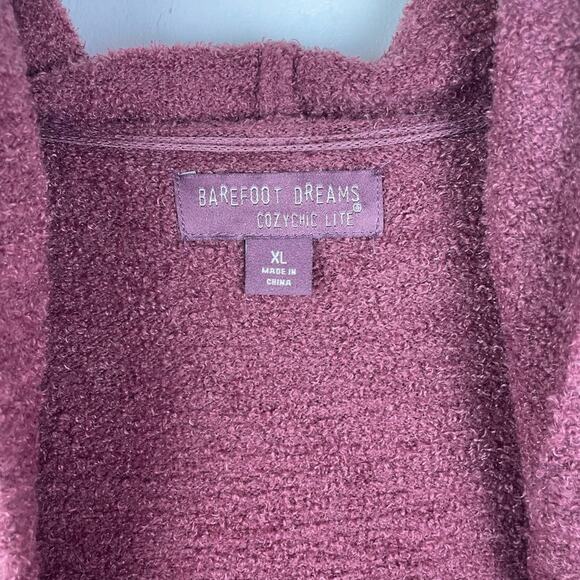 BAREFOOT DREAMS
COZYCHIC LITE®
XL
MADE IN
CHINA